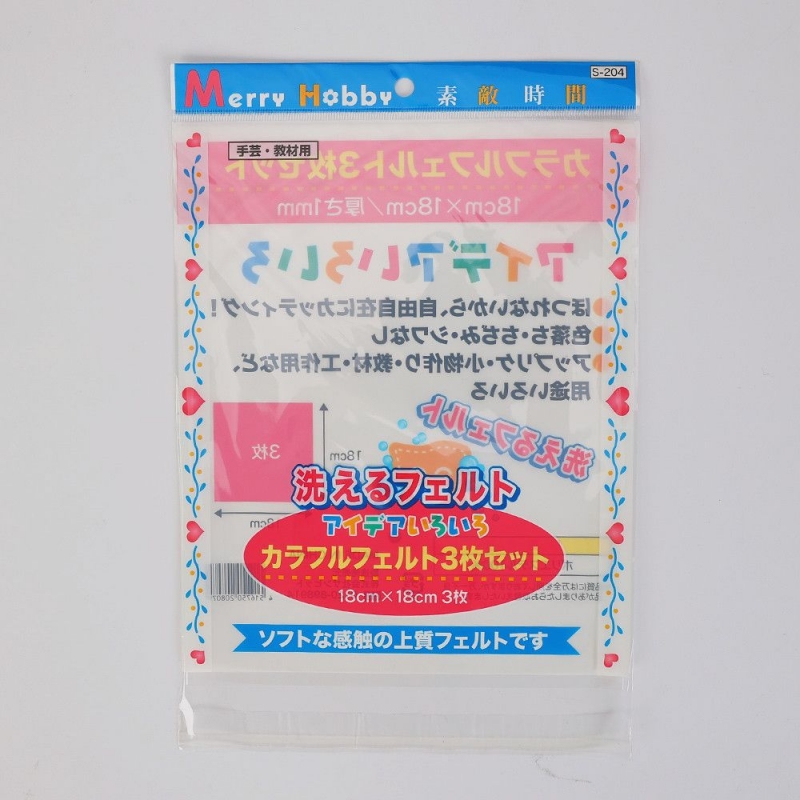 S-204
Merry Hobby 素敵時間
手芸・教材用
カラフルフェルト3枚セット
18cm×18cm/厚さ1mm
アイデアいろいろ
ほつれないから、自由自在にカッティング!
色落ち・ちぢみ・シワなし
アップリケ・小物作り・教材・工作用など、
用途いろいろ
洗えるフェルト
3枚
18cm
洗えるフェルト
アイデアいろいろ
カラフルフェルト3枚セット
18cm×18cm 3枚
ソフトな感触の上質フェルトです